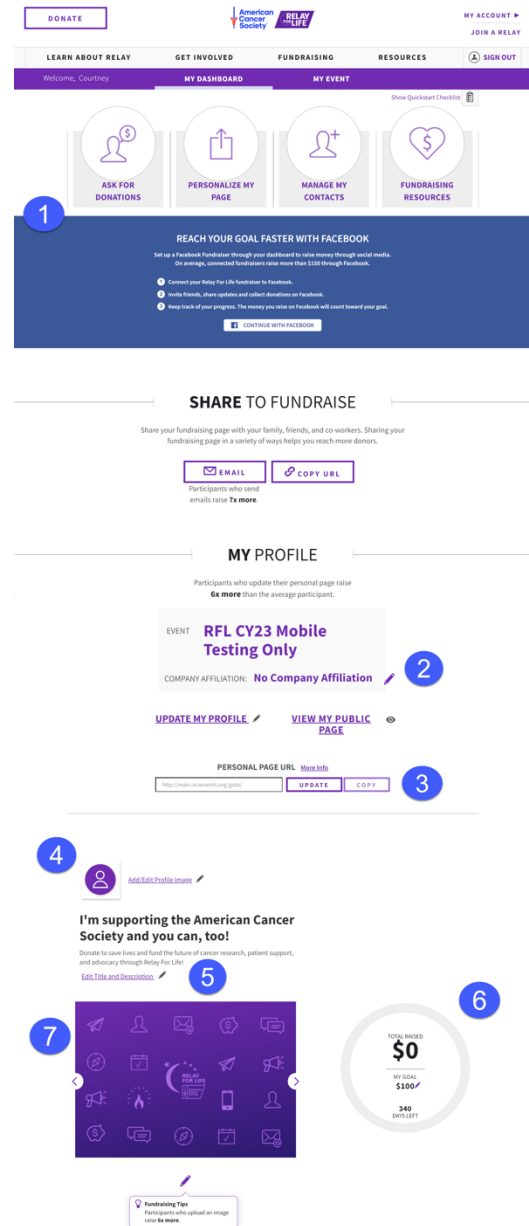 DONATE
American
Cancer
Society
RELAY
FOR LIFE
MY ACCOUNT ▶
JOIN A RELAY
LEARN ABOUT RELAY GET INVOLVED FUNDRAISING RESOURCES SIGN OUT
Welcome, Courtney MY DASHBOARD MY EVENT
Show Quickstart Checklist
ASK FOR
DONATIONS
PERSONALIZE MY
PAGE
MANAGE MY
CONTACTS
FUNDRAISING
RESOURCES
1
REACH YOUR GOAL FASTER WITH FACEBOOK
Set up a Facebook Fundraiser through your dashboard to raise money through social media.
On average, connected fundraisers raise more than $150 through Facebook.
1 Connect your Relay For Life fundraiser to Facebook.
2 Invite friends, share updates and collect donations on Facebook.
3 Keep track of your progress. The money you raise on Facebook will count toward your goal.
CONTINUE WITH FACEBOOK
SHARE TO FUNDRAISE
Share your fundraising page with your family, friends, and co-workers. Sharing your
fundraising page in a variety of ways helps you reach more donors.
EMAIL COPY URL
Participants who send
emails raise 7x more.
MY PROFILE
Participants who update their personal page raise
6x more than the average participant.
EVENT RFL CY23 Mobile
Testing Only
COMPANY AFFILIATION: No Company Affiliation
2
UPDATE MY PROFILE VIEW MY PUBLIC
PAGE
PERSONAL PAGE URL More Info
http://main.acsevents.org/goto/ UPDATE COPY
3
4
Add/Edit Profile Image
I'm supporting the American Cancer
Society and you can, too!
Donate to save lives and fund the future of cancer research, patient support,
and advocacy through Relay For Life!
Edit Title and Description
5
6
7
RELAY
FOR LIFE
TOTAL RAISED
$0
MY GOAL
$100
340
DAYS LEFT
Fundraising Tips
Participants who upload an image
raise 6x more.